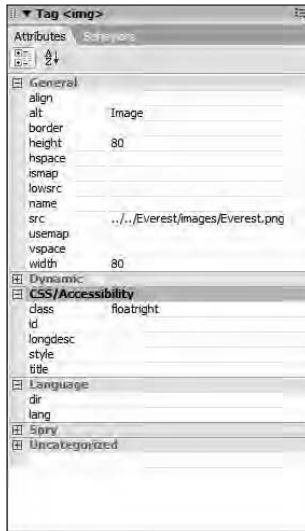 Tag <img>
Attributes Behaviors
General
align
alt Image
border
height 80
hspace
ismap
lowsrc
name
src ../../Everest/images/Everest.png
usemap
vspace
width 80
Dynamic
CSS/Accessibility
class floatright
id
longdesc
style
title
Language
dir
lang
Spry
Uncategorized